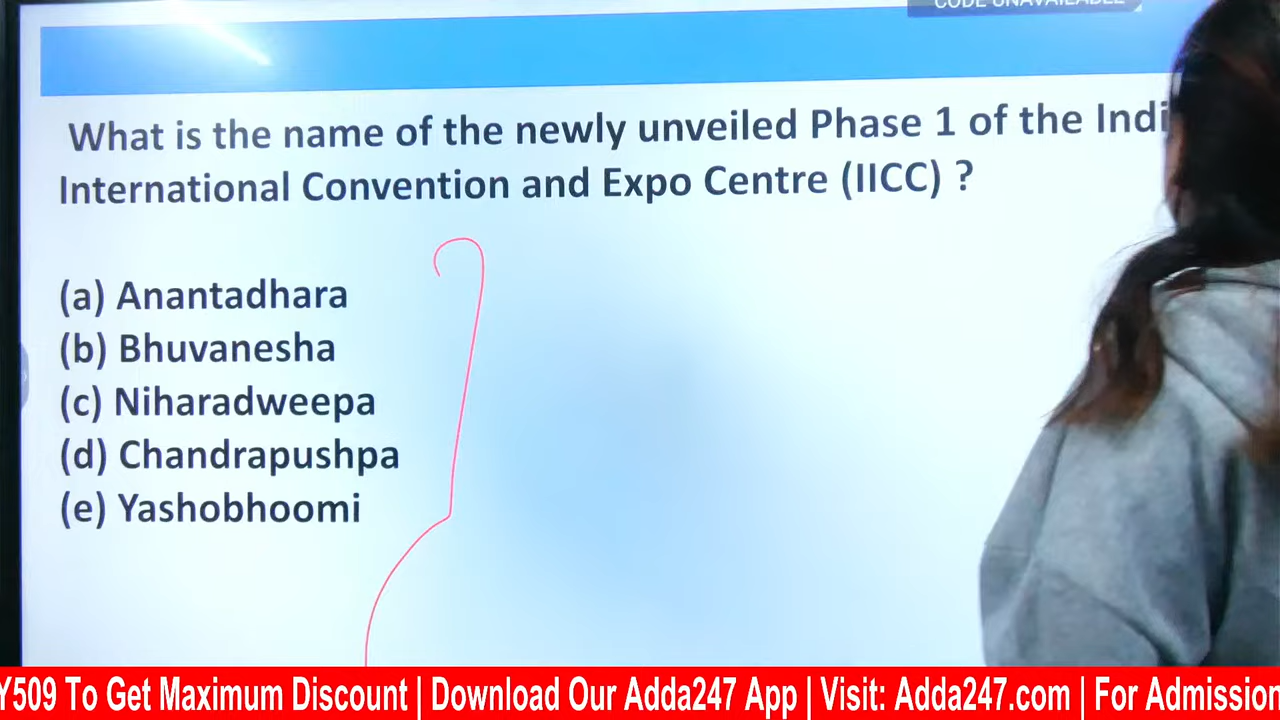 What is the name of the newly unveiled Phase 1 of the Indi
International Convention and Expo Centre (IICC) ?
(a) Anantadhara
(b) Bhuvanesha
(c) Niharadweepa
(d) Chandrapushpa
(e) Yashobhoomi
Y509 To Get Maximum Discount | Download Our Adda247 App | Visit: Adda247.com | For Admission